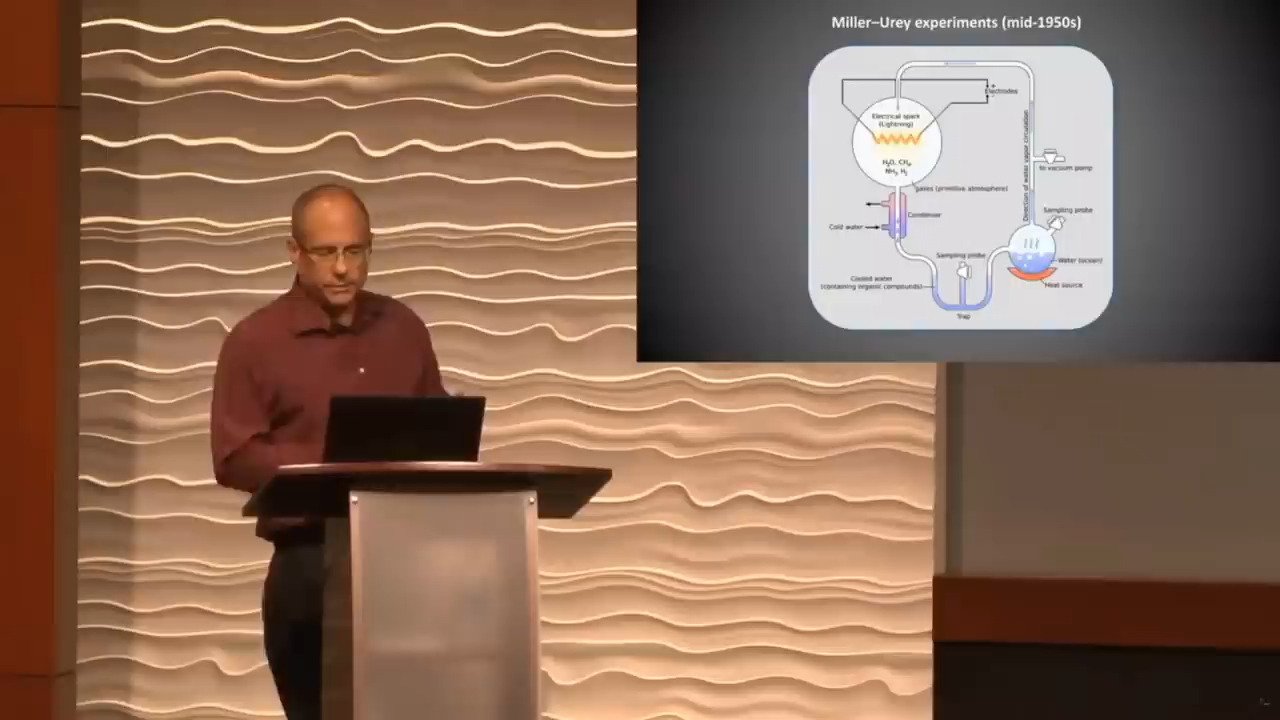 Miller–Urey experiments (mid-1950s)
+
Electrodes
-
Electrical spark
(Lightning)
H₂O, CH₄,
NH₃, H₂
Direction of water vapor circulation
to vacuum pump
gases (primitive atmosphere)
Condenser
Sampling probe
Cold water
Sampling probe
Water (ocean)
Cooled water
(containing organic compounds)
Heat source
Trap